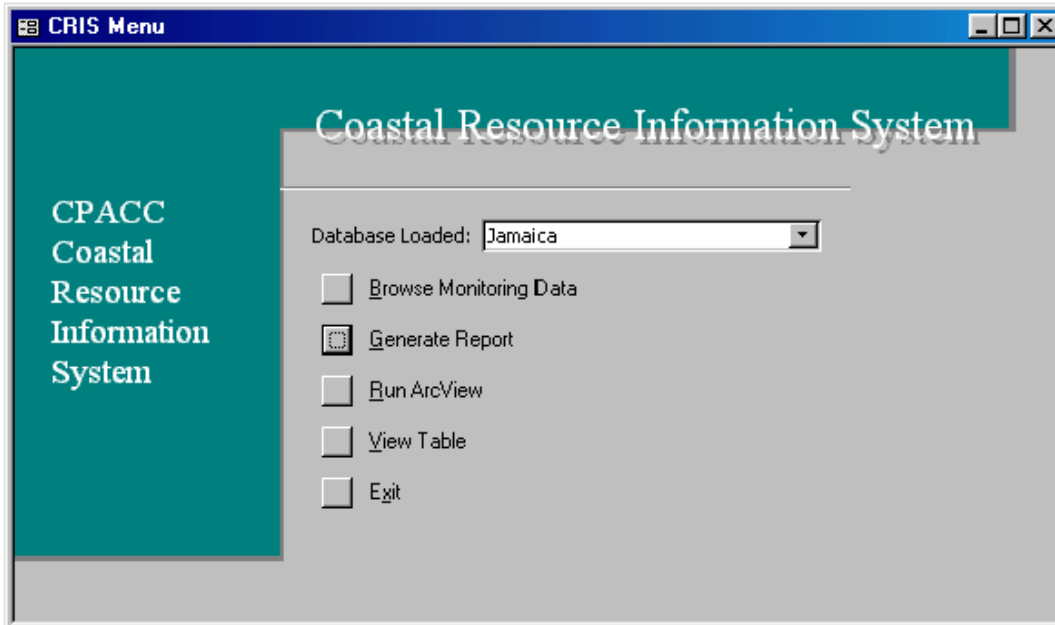 CRIS Menu
Coastal Resource Information System
CPACC
Coastal
Resource
Information
System
Database Loaded: Jamaica
Browse Monitoring Data
Generate Report
Run ArcView
View Table
Exit